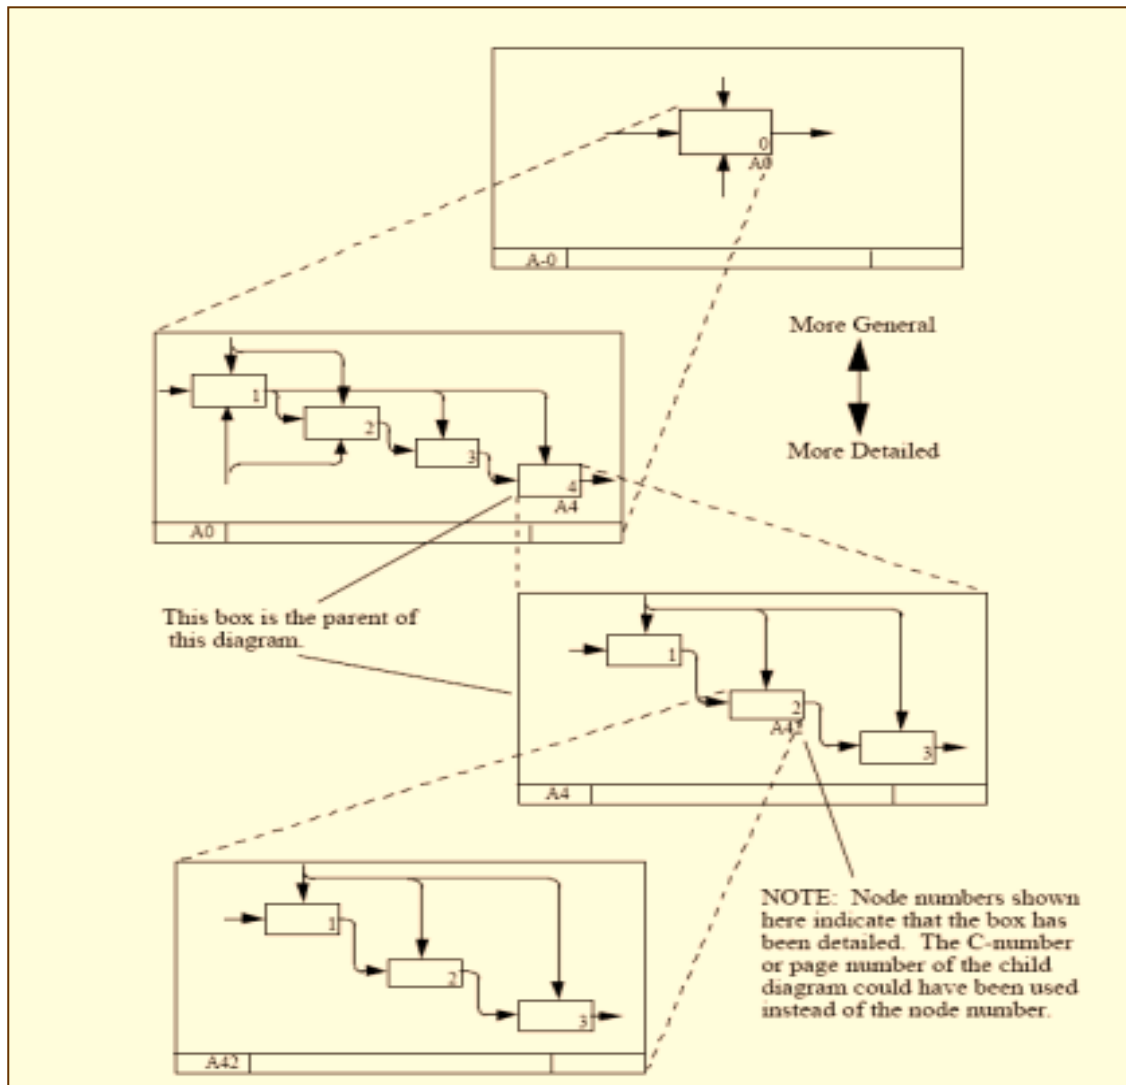 0
A0
A-0
More General
More Detailed
1
2
3
4
A4
A0
This box is the parent of
this diagram.
1
2
A42
3
A4
NOTE: Node numbers shown
here indicate that the box has
been detailed. The C-number
or page number of the child
diagram could have been used
instead of the node number.
1
2
3
A42